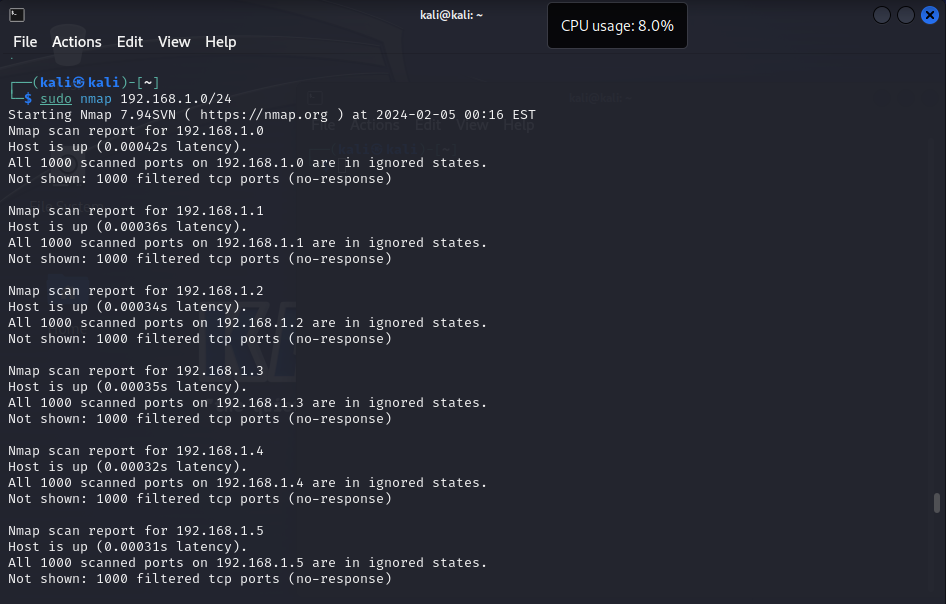 kali@kali: ~
CPU usage: 8.0%
File Actions Edit View Help
┌──(kali㉿kali)-[~]
└─$ sudo nmap 192.168.1.0/24
Starting Nmap 7.94SVN ( https://nmap.org ) at 2024-02-05 00:16 EST
Nmap scan report for 192.168.1.0
Host is up (0.00042s latency).
All 1000 scanned ports on 192.168.1.0 are in ignored states.
Not shown: 1000 filtered tcp ports (no-response)

Nmap scan report for 192.168.1.1
Host is up (0.00036s latency).
All 1000 scanned ports on 192.168.1.1 are in ignored states.
Not shown: 1000 filtered tcp ports (no-response)

Nmap scan report for 192.168.1.2
Host is up (0.00034s latency).
All 1000 scanned ports on 192.168.1.2 are in ignored states.
Not shown: 1000 filtered tcp ports (no-response)

Nmap scan report for 192.168.1.3
Host is up (0.00035s latency).
All 1000 scanned ports on 192.168.1.3 are in ignored states.
Not shown: 1000 filtered tcp ports (no-response)

Nmap scan report for 192.168.1.4
Host is up (0.00032s latency).
All 1000 scanned ports on 192.168.1.4 are in ignored states.
Not shown: 1000 filtered tcp ports (no-response)

Nmap scan report for 192.168.1.5
Host is up (0.00031s latency).
All 1000 scanned ports on 192.168.1.5 are in ignored states.
Not shown: 1000 filtered tcp ports (no-response)